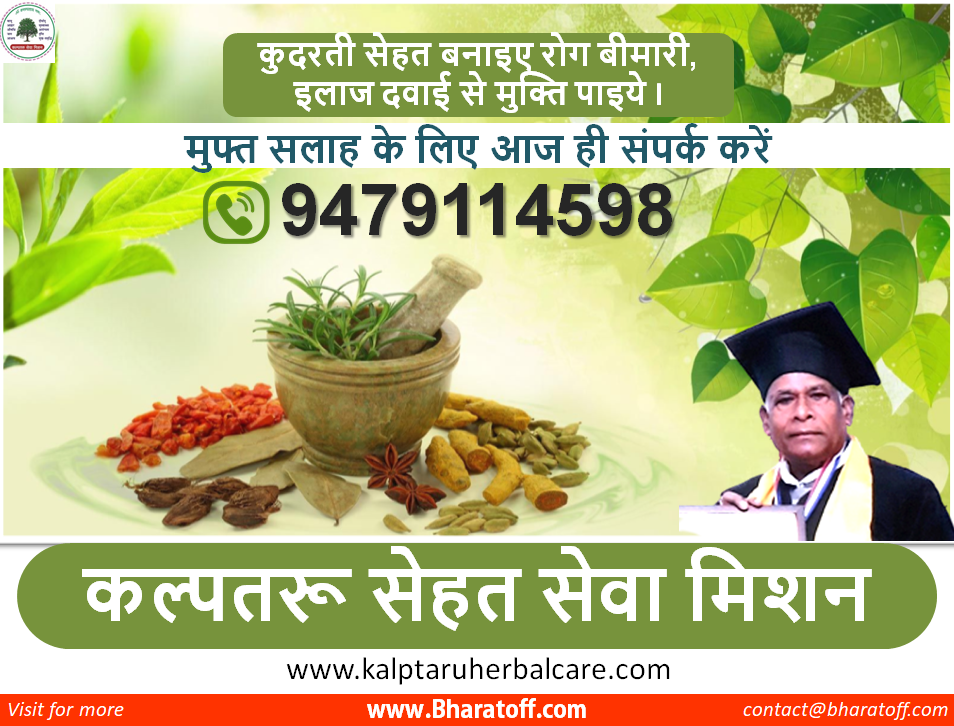 कुदरती सेहत बनाइए रोग बीमारी,
इलाज दवाई से मुक्ति पाइये ।
मुफ्त सलाह के लिए आज ही संपर्क करें
9479114598
कल्पतरू सेहत सेवा मिशन
www.kalptaruherbalcare.com
Visit for more
www.Bharatoff.com
contact@bharatoff.com